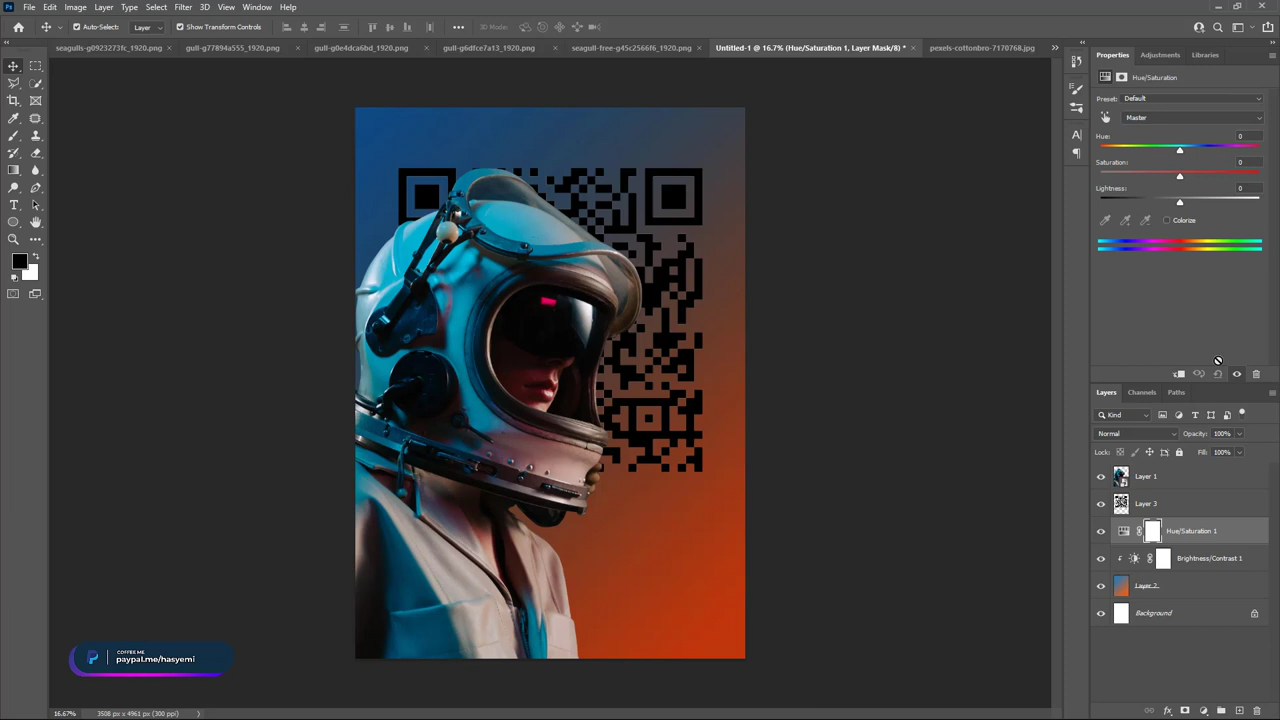 Ps File Edit Image Layer Type Select Filter 3D View Window Help
Auto-Select: Layer Show Transform Controls 3D Mode:
seagulls-g0923273fc_1920.png × gull-g77894a555_1920.png × gull-g0e4dca6bd_1920.png × gull-g6dfce7a13_1920.png × seagull-free-g45c2566f6_1920.png × Untitled-1 @ 16.7% (Hue/Saturation 1, Layer Mask/8) * × pexels-cottonbro-7170768.jpg
Properties Adjustments Libraries
Hue/Saturation
Preset: Default
Master
Hue: 0
Saturation: 0
Lightness: 0
Colorize
Layers Channels Paths
Kind
Normal Opacity: 100%
Lock: Fill: 100%
Layer 1
Layer 3
Hue/Saturation 1
Brightness/Contrast 1
Layer 2
Background
COFFEE ME
paypal.me/hasyemi
16.67% 3508 px x 4961 px (300 ppi)